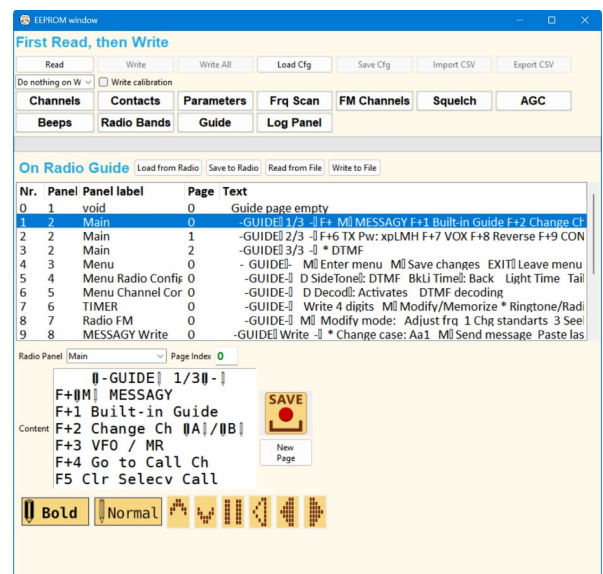 EEPROM window
First Read, then Write
Read Write Write All Load Cfg Save Cfg Import CSV Export CSV
Do nothing on W Write calibration
Channels Contacts Parameters Frq Scan FM Channels Squelch AGC
Beeps Radio Bands Guide Log Panel
On Radio Guide Load from Radio Save to Radio Read from File Write to File
Nr. Panel Panel label Page Text
0 1 void 0 Guide page empty
1 2 Main 0 -GUIDE▯ 1/3 -▯ F+ M▯ MESSAGY F+1 Built-in Guide F+2 Change Ch
2 2 Main 1 -GUIDE▯ 2/3 -▯ F+6 TX Pw: xpLMH F+7 VOX F+8 Reverse F+9 CON
3 2 Main 2 -GUIDE▯ 3/3 -▯ * DTMF
4 3 Menu 0 - GUIDE▯- M▯ Enter menu M▯ Save changes EXIT▯ Leave menu
5 4 Menu Radio Config 0 -GUIDE▯- D SideTone▯: DTMF BkLi Time▯: Back Light Time Tail
6 5 Menu Channel Cor 0 -GUIDE▯- D Decod▯: Activates DTMF decoding
7 6 TIMER 0 -GUIDE-▯ Write 4 digits M▯ Modify/Memorize * Ringtone/Radi
8 7 Radio FM 0 -GUIDE-▯ M▯ Modify mode: Adjust frq 1 Chg standarts 3 Seel
9 8 MESSAGY Write 0 -GUIDE▯ Write -▯ * Change case: Aa1 M▯ Send message Paste las
Radio Panel Main Page Index 0
▯-GUIDE▯ 1/3▯-▯
F+▯M▯ MESSAGY
F+1 Built-in Guide
Content F+2 Change Ch ▯A▯/▯B▯
F+3 VFO / MR
F+4 Go to Call Ch
F5 Clr Selecv Call
SAVE
New
Page
Bold Normal